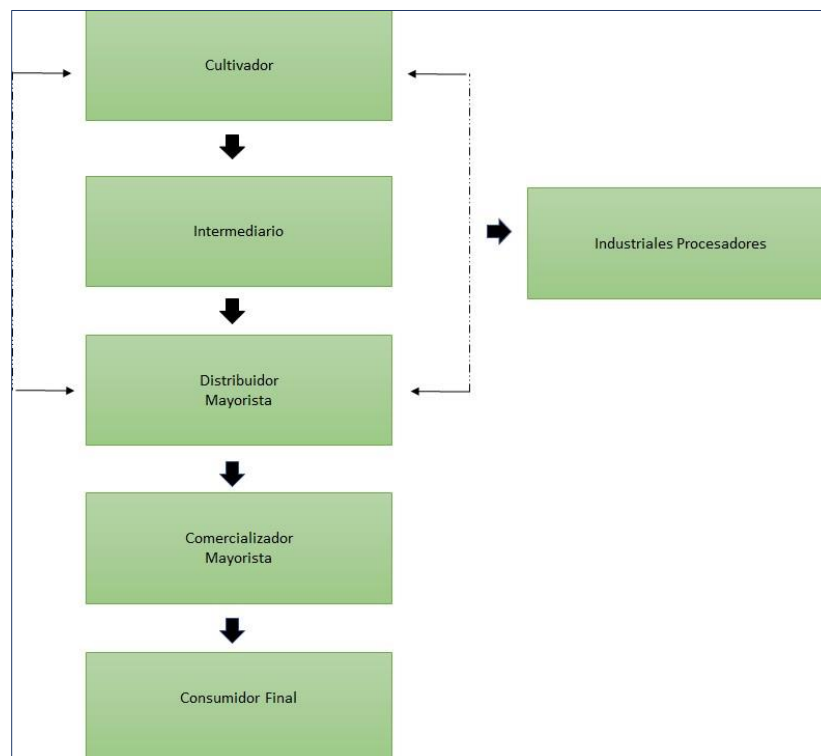 Cultivador
Intermediario
Industriales Procesadores
Distribuidor
Mayorista
Comercializador
Mayorista
Consumidor Final